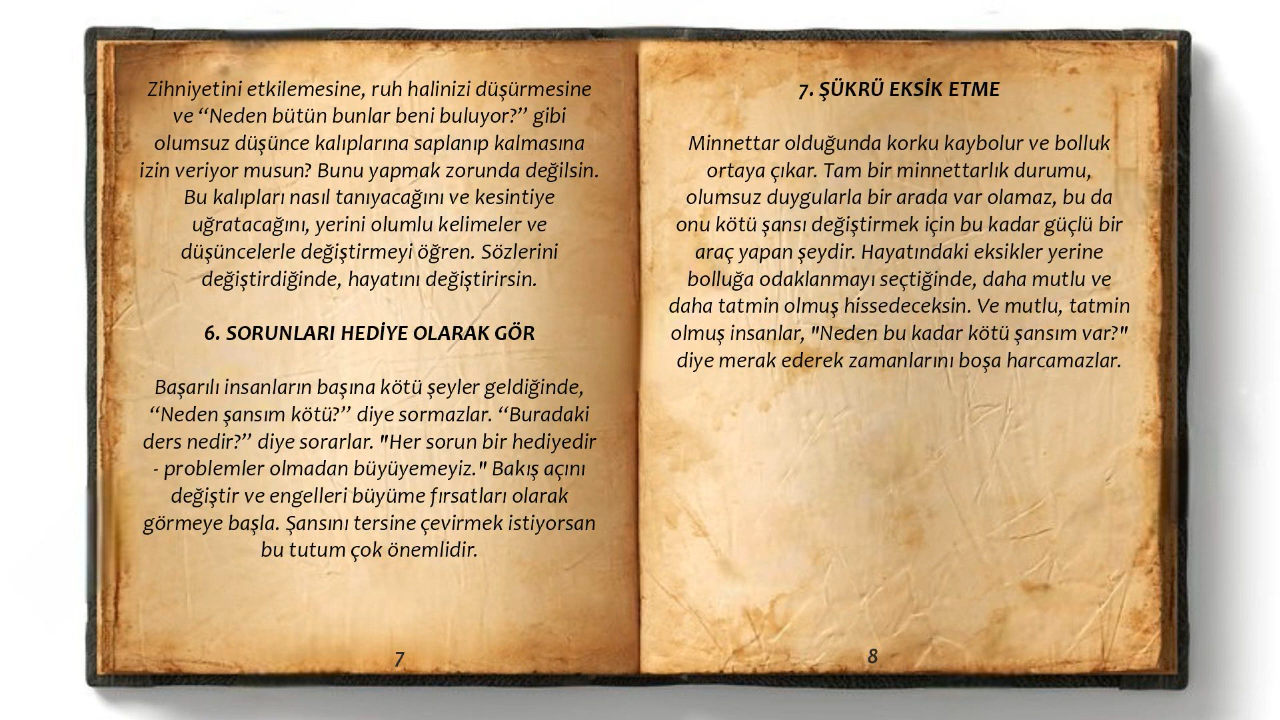 Zihniyetini etkilemesine, ruh halinizi düşürmesine
ve “Neden bütün bunlar beni buluyor?” gibi
olumsuz düşünce kalıplarına saplanıp kalmasına
izin veriyor musun? Bunu yapmak zorunda değilsin.
Bu kalıpları nasıl tanıyacağını ve kesintiye
uğratacağını, yerini olumlu kelimeler ve
düşüncelerle değiştirmeyi öğren. Sözlerini
değiştirdiğinde, hayatını değiştirirsin.
6. SORUNLARI HEDİYE OLARAK GÖR
Başarılı insanların başına kötü şeyler geldiğinde,
“Neden şansım kötü?” diye sormazlar. “Buradaki
ders nedir?” diye sorarlar. "Her sorun bir hediyedir
- problemler olmadan büyüyemeyiz." Bakış açını
değiştir ve engelleri büyüme fırsatları olarak
görmeye başla. Şansını tersine çevirmek istiyorsan
bu tutum çok önemlidir.
7
7. ŞÜKRÜ EKSİK ETME
Minnettar olduğunda korku kaybolur ve bolluk
ortaya çıkar. Tam bir minnettarlık durumu,
olumsuz duygularla bir arada var olamaz, bu da
onu kötü şansı değiştirmek için bu kadar güçlü bir
araç yapan şeydir. Hayatındaki eksikler yerine
bolluğa odaklanmayı seçtiğinde, daha mutlu ve
daha tatmin olmuş hissedeceksin. Ve mutlu, tatmin
olmuş insanlar, "Neden bu kadar kötü şansım var?"
diye merak ederek zamanlarını boşa harcamazlar.
8